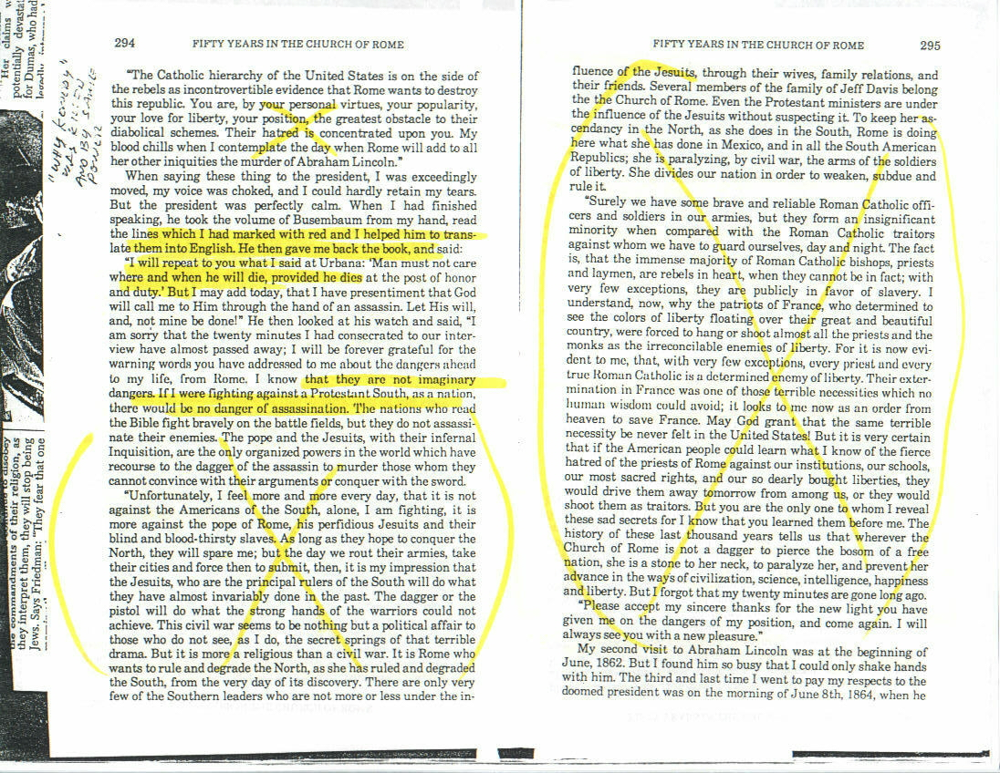 Her claims w
potentially devastat
for Dumas, who had
"WHY KENNEDY"
WAS KILLED
AND BY SAME
POWER
the commandments of their religion, as
they interpret them, they will stop being
Jews. Says Friedman: "They fear that one
294 FIFTY YEARS IN THE CHURCH OF ROME
"The Catholic hierarchy of the United States is on the side of
the rebels as incontrovertible evidence that Rome wants to destroy
this republic. You are, by your personal virtues, your popularity,
your love for liberty, your position, the greatest obstacle to their
diabolical schemes. Their hatred is concentrated upon you. My
blood chills when I contemplate the day when Rome will add to all
her other iniquities the murder of Abraham Lincoln."
When saying these thing to the president, I was exceedingly
moved, my voice was choked, and I could hardly retain my tears.
But the president was perfectly calm. When I had finished
speaking, he took the volume of Busembaum from my hand, read
the lines which I had marked with red and I helped him to trans-
late them into English. He then gave me back the book, and said:
"I will repeat to you what I said at Urbana: 'Man must not care
where and when he will die, provided he dies at the post of honor
and duty.' But I may add today, that I have presentiment that God
will call me to Him through the hand of an assassin. Let His will,
and, not mine be done!" He then looked at his watch and said, "I
am sorry that the twenty minutes I had consecrated to our inter-
view have almost passed away; I will be forever grateful for the
warning words you have addressed to me about the dangers ahead
to my life, from Rome. I know that they are not imaginary
dangers. If I were fighting against a Protestant South, as a nation,
there would be no danger of assassination. The nations who read
the Bible fight bravely on the battle fields, but they do not assassi-
nate their enemies. The pope and the Jesuits, with their infernal
Inquisition, are the only organized powers in the world which have
recourse to the dagger of the assassin to murder those whom they
cannot convince with their arguments or conquer with the sword.
"Unfortunately, I feel more and more every day, that it is not
against the Americans of the South, alone, I am fighting, it is
more against the pope of Rome, his perfidious Jesuits and their
blind and blood-thirsty slaves. As long as they hope to conquer the
North, they will spare me; but the day we rout their armies, take
their cities and force then to submit, then, it is my impression that
the Jesuits, who are the principal rulers of the South will do what
they have almost invariably done in the past. The dagger or the
pistol will do what the strong hands of the warriors could not
achieve. This civil war seems to be nothing but a political affair to
those who do not see, as I do, the secret springs of that terrible
drama. But it is more a religious than a civil war. It is Rome who
wants to rule and degrade the North, as she has ruled and degraded
the South, from the very day of its discovery. There are only very
few of the Southern leaders who are not more or less under the in-
FIFTY YEARS IN THE CHURCH OF ROME 295
fluence of the Jesuits, through their wives, family relations, and
their friends. Several members of the family of Jeff Davis belong
the the Church of Rome. Even the Protestant ministers are under
the influence of the Jesuits without suspecting it. To keep her as-
cendancy in the North, as she does in the South, Rome is doing
here what she has done in Mexico, and in all the South American
Republics; she is paralyzing, by civil war, the arms of the soldiers
of liberty. She divides our nation in order to weaken, subdue and
rule it.
"Surely we have some brave and reliable Roman Catholic offi-
cers and soldiers in our armies, but they form an insignificant
minority when compared with the Roman Catholic traitors
against whom we have to guard ourselves, day and night. The fact
is, that the immense majority of Roman Catholic bishops, priests
and laymen, are rebels in heart, when they cannot be in fact; with
very few exceptions, they are publicly in favor of slavery. I
understand, now, why the patriots of France, who determined to
see the colors of liberty floating over their great and beautiful
country, were forced to hang or shoot almost all the priests and the
monks as the irreconcilable enemies of liberty. For it is now evi-
dent to me, that, with very few exceptions, every priest and every
true Roman Catholic is a determined enemy of liberty. Their exter-
mination in France was one of those terrible necessities which no
human wisdom could avoid; it looks to me now as an order from
heaven to save France. May God grant that the same terrible
necessity be never felt in the United States! But it is very certain
that if the American people could learn what I know of the fierce
hatred of the priests of Rome against our institutions, our schools,
our most sacred rights, and our so dearly bought liberties, they
would drive them away tomorrow from among us, or they would
shoot them as traitors. But you are the only one to whom I reveal
these sad secrets for I know that you learned them before me. The
history of these last thousand years tells us that wherever the
Church of Rome is not a dagger to pierce the bosom of a free
nation, she is a stone to her neck, to paralyze her, and prevent her
advance in the ways of civilization, science, intelligence, happiness
and liberty. But I forgot that my twenty minutes are gone long ago.
"Please accept my sincere thanks for the new light you have
given me on the dangers of my position, and come again. I will
always see you with a new pleasure."
My second visit to Abraham Lincoln was at the beginning of
June, 1862. But I found him so busy that I could only shake hands
with him. The third and last time I went to pay my respects to the
doomed president was on the morning of June 8th, 1864, when he